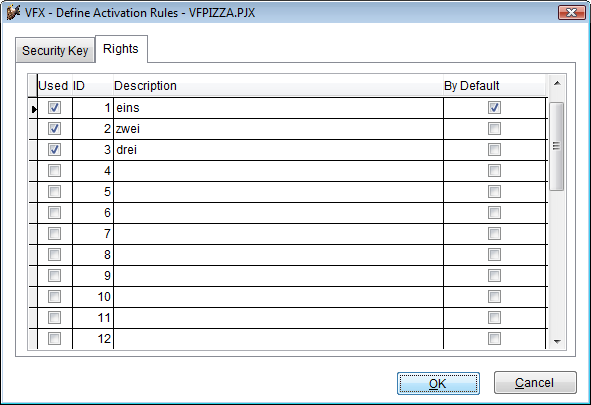 VFX - Define Activation Rules - VFPIZZA.PJX
Security Key Rights
Used ID Description By Default
1 eins
2 zwei
3 drei
4
5
6
7
8
9
10
11
12
OK Cancel